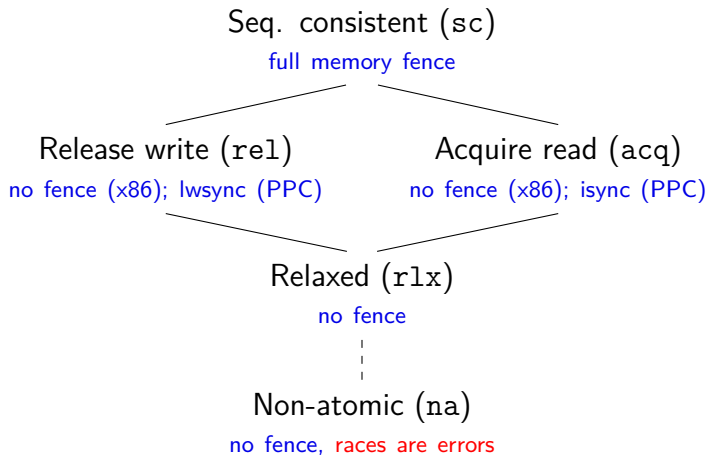 Seq. consistent (sc)
full memory fence
Release write (rel)
no fence (x86); lwsync (PPC)
Acquire read (acq)
no fence (x86); isync (PPC)
Relaxed (rlx)
no fence
Non-atomic (na)
no fence, races are errors